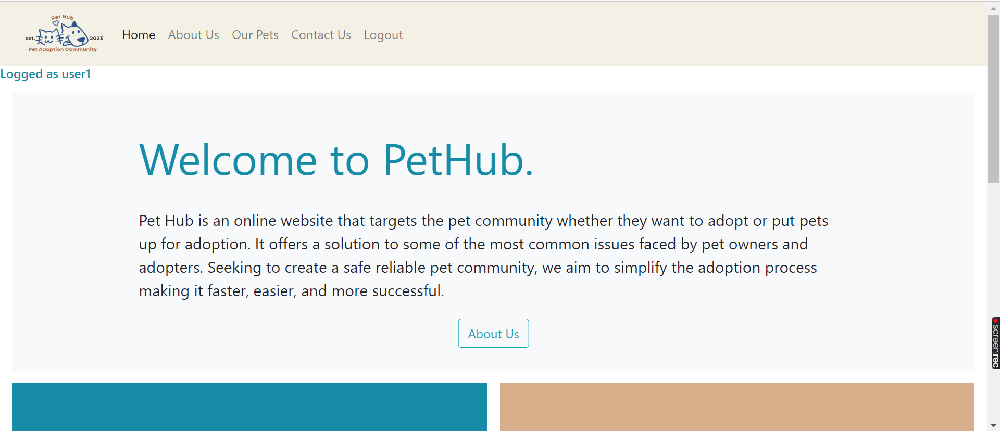 Pet Hub
est. 2023
Pet Adoption Community
Home About Us Our Pets Contact Us Logout
Logged as user1
Welcome to PetHub.
Pet Hub is an online website that targets the pet community whether they want to adopt or put pets
up for adoption. It offers a solution to some of the most common issues faced by pet owners and
adopters. Seeking to create a safe reliable pet community, we aim to simplify the adoption process
making it faster, easier, and more successful.
About Us
screenrec